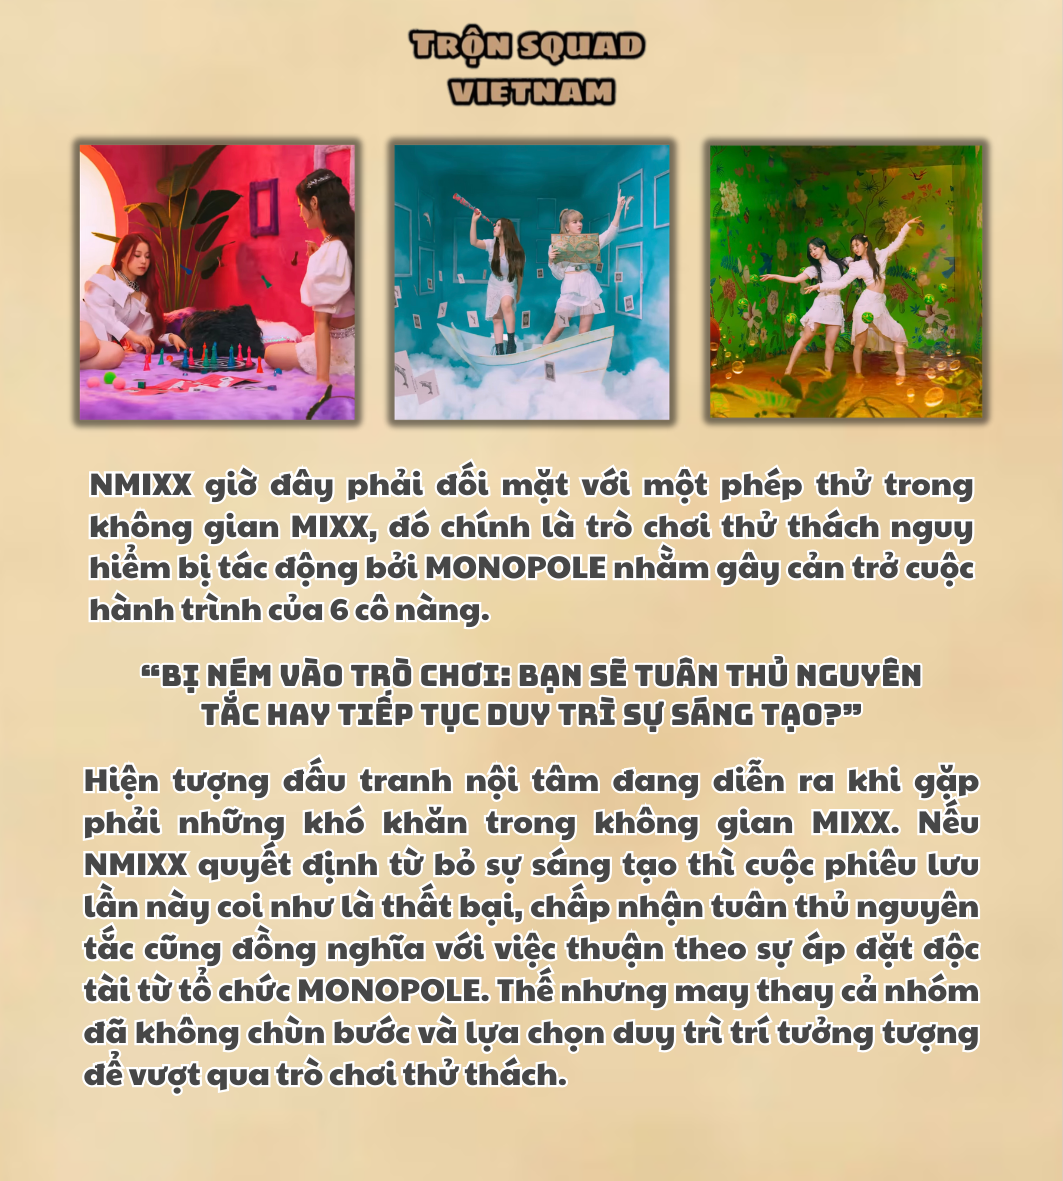 TRỘN SQUAD
VIETNAM
NMIXX giờ đây phải đối mặt với một phép thử trong
không gian MIXX, đó chính là trò chơi thử thách nguy
hiểm bị tác động bởi MONOPOLE nhằm gây cản trở cuộc
hành trình của 6 cô nàng.
“BỊ NÉM VÀO TRÒ CHƠI: BẠN SẼ TUÂN THỦ NGUYÊN
TẮC HAY TIẾP TỤC DUY TRÌ SỰ SÁNG TẠO?”
Hiện tượng đấu tranh nội tâm đang diễn ra khi gặp
phải những khó khăn trong không gian MIXX. Nếu
NMIXX quyết định từ bỏ sự sáng tạo thì cuộc phiêu lưu
lần này coi như là thất bại, chấp nhận tuân thủ nguyên
tắc cũng đồng nghĩa với việc thuận theo sự áp đặt độc
tài từ tổ chức MONOPOLE. Thế nhưng may thay cả nhóm
đã không chùn bước và lựa chọn duy trì trí tưởng tượng
để vượt qua trò chơi thử thách.